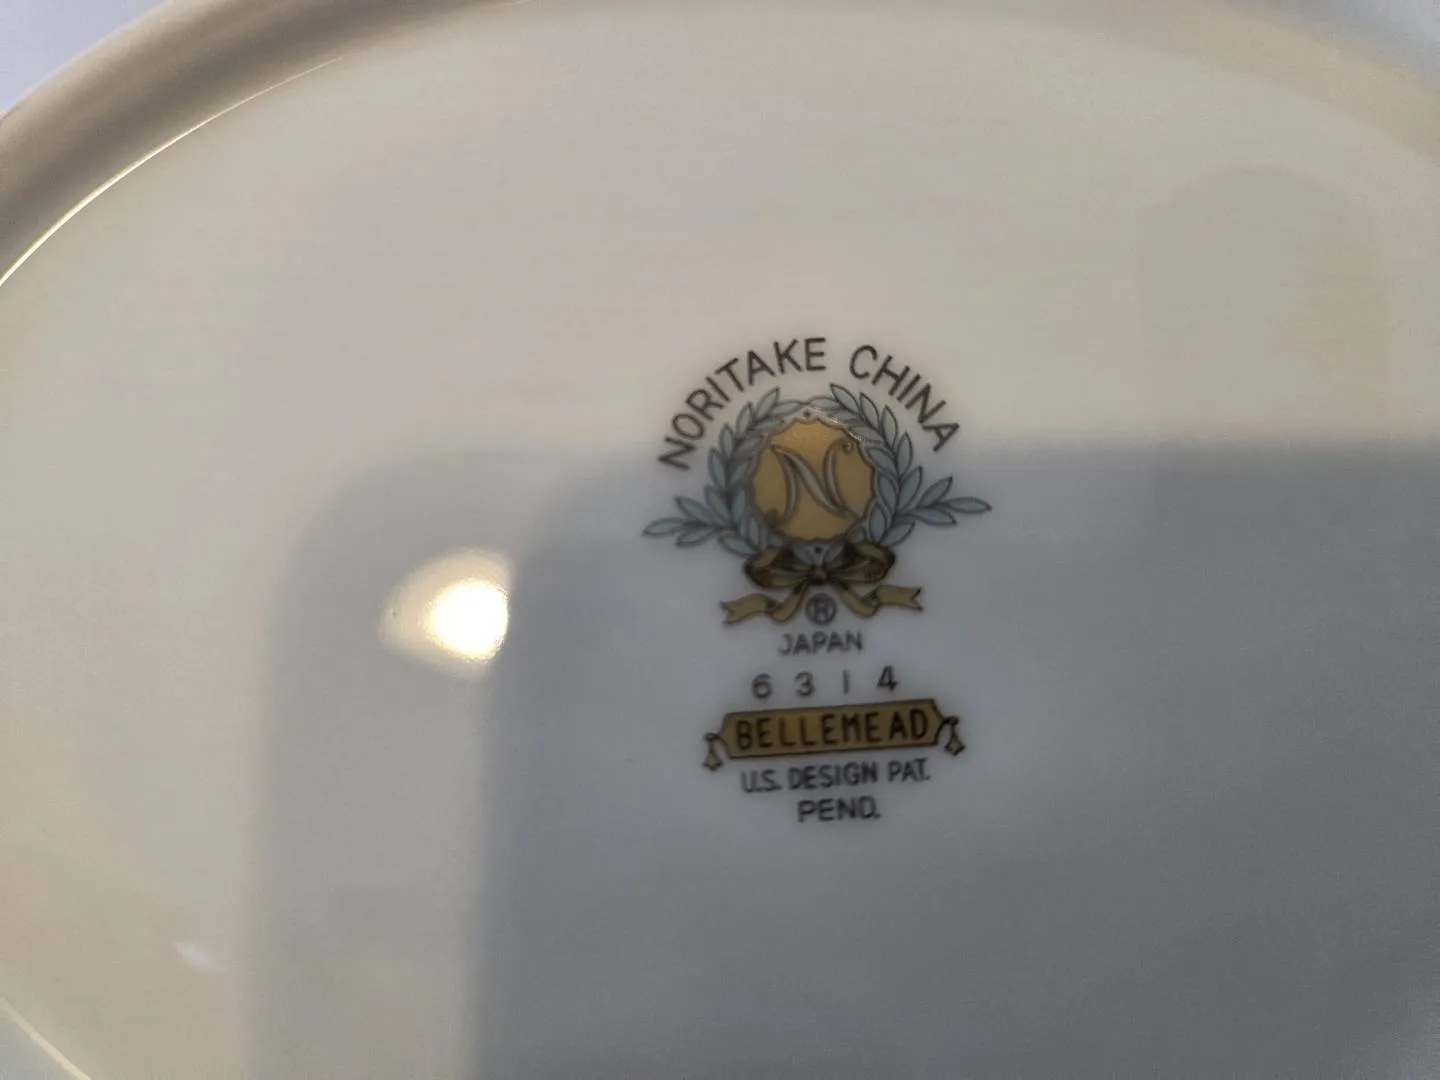 NORITAKE CHINA
N
®
JAPAN
6314
BELLEMEAD
U.S. DESIGN PAT.
PEND.